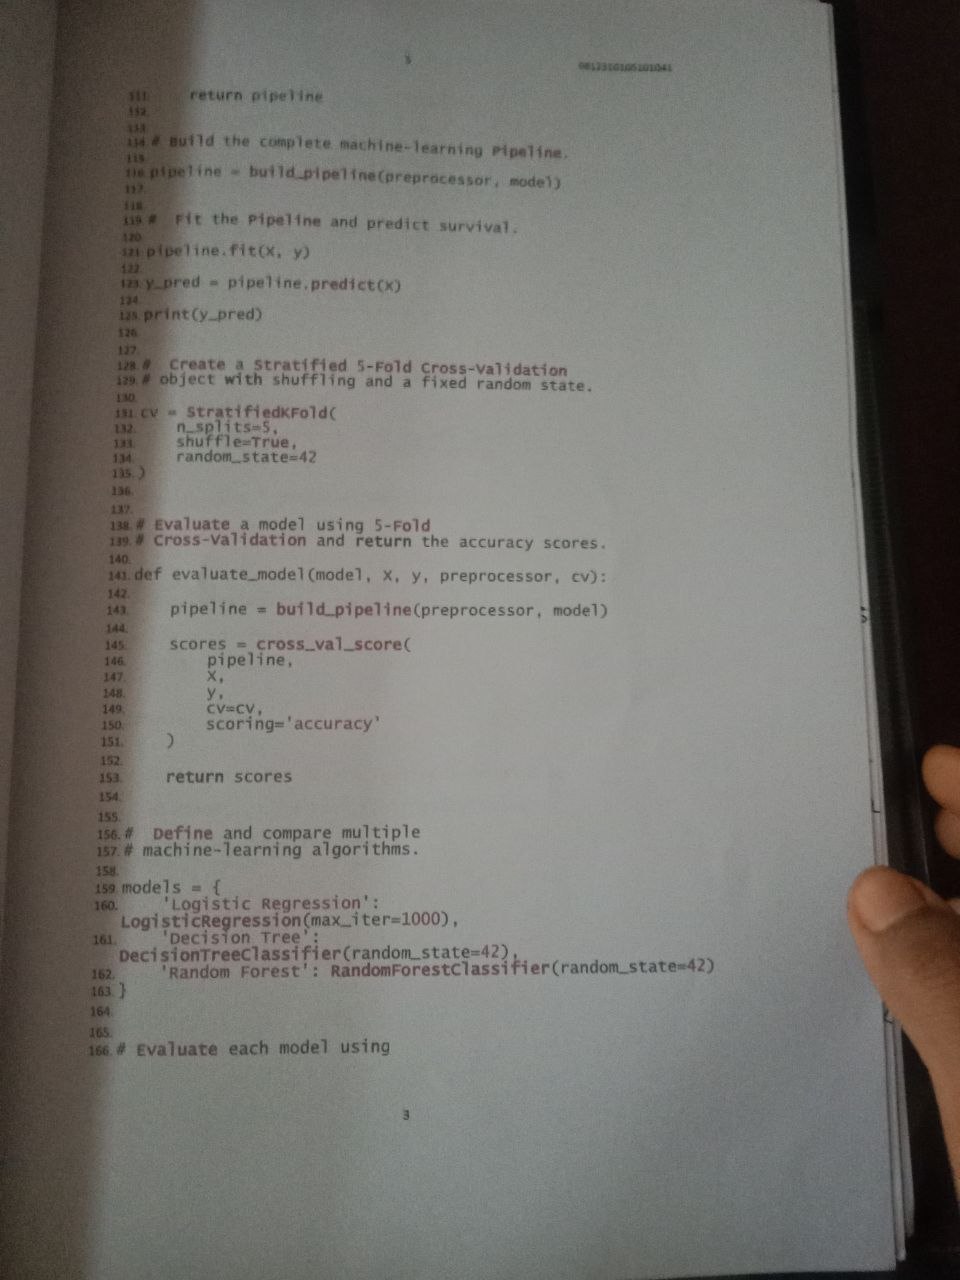 3
111. return pipeline
112.
113.
114. # Build the complete machine-learning Pipeline.
115.
116. pipeline = build_pipeline(preprocessor, model)
117.
118.
119. # Fit the Pipeline and predict survival.
120.
121. pipeline.fit(X, y)
122.
123. y_pred = pipeline.predict(X)
124.
125. print(y_pred)
126.
127.
128. # Create a Stratified 5-Fold Cross-Validation
129. # object with shuffling and a fixed random state.
130.
131. cv = StratifiedKFold(
132. n_splits=5,
133. shuffle=True,
134. random_state=42
135. )
136.
137.
138. # Evaluate a model using 5-Fold
139. # Cross-Validation and return the accuracy scores.
140.
141. def evaluate_model(model, X, y, preprocessor, cv):
142.
143. pipeline = build_pipeline(preprocessor, model)
144.
145. scores = cross_val_score(
146. pipeline,
147. X,
148. y,
149. cv=cv,
150. scoring='accuracy'
151. )
152.
153. return scores
154.
155.
156. # Define and compare multiple
157. # machine-learning algorithms.
158.
159. models = {
160. 'Logistic Regression':
LogisticRegression(max_iter=1000),
161. 'Decision Tree':
DecisionTreeClassifier(random_state=42),
162. 'Random Forest': RandomForestClassifier(random_state=42)
163. }
164.
165.
166. # Evaluate each model using
3